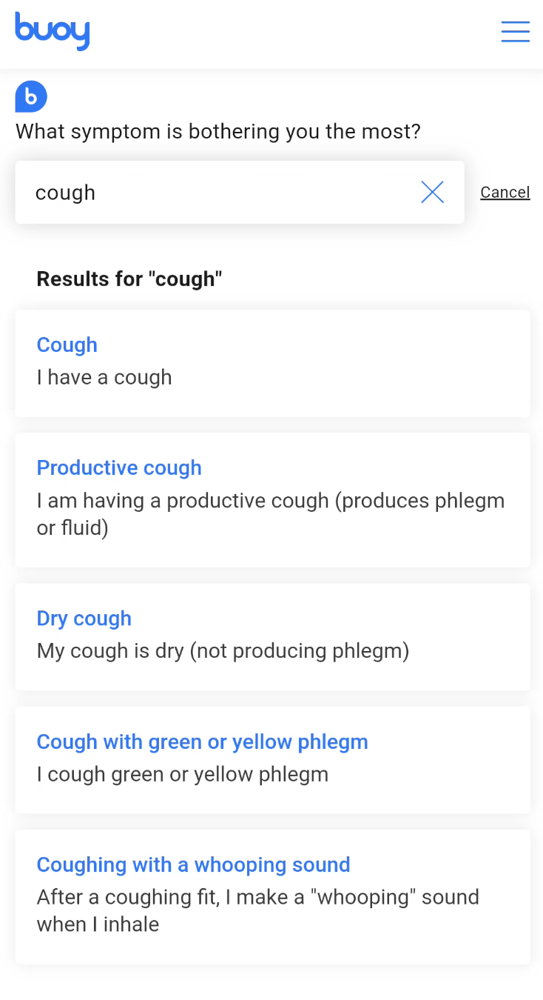 buoy
b
What symptom is bothering you the most?
cough
Cancel
Results for "cough"
Cough
I have a cough
Productive cough
I am having a productive cough (produces phlegm
or fluid)
Dry cough
My cough is dry (not producing phlegm)
Cough with green or yellow phlegm
I cough green or yellow phlegm
Coughing with a whooping sound
After a coughing fit, I make a "whooping" sound
when I inhale